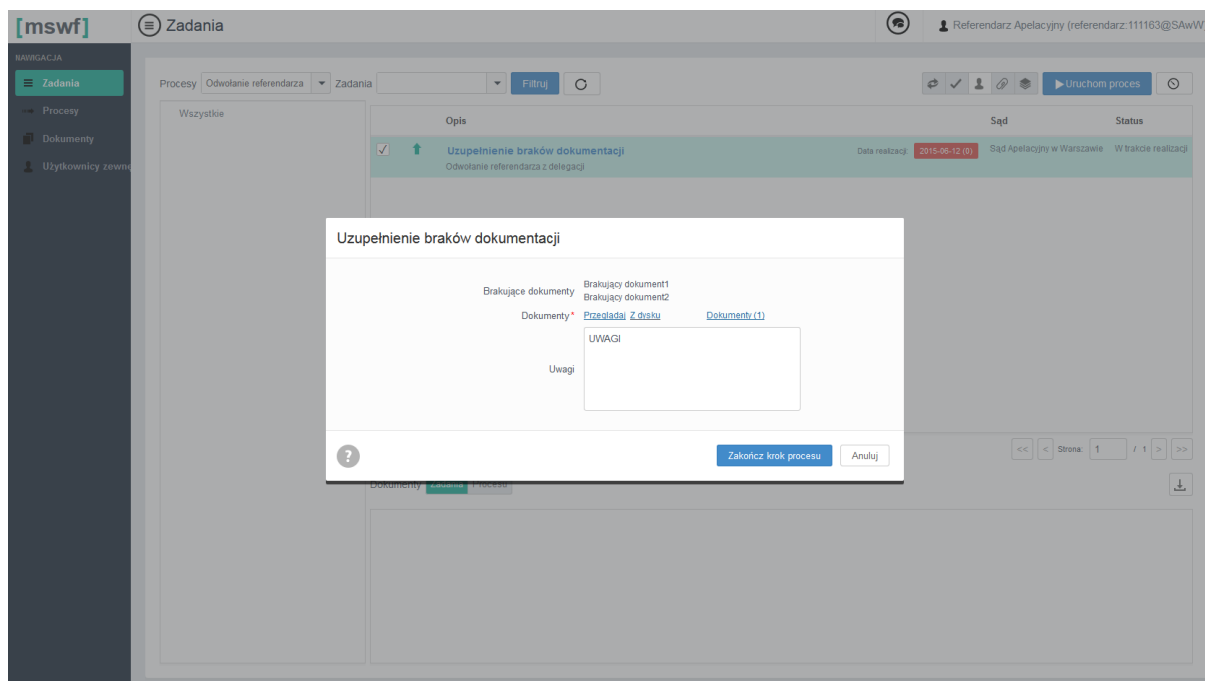 [mswf]
Zadania
Referendarz Apelacyjny (referendarz:111163@SAwW
NAWIGACJA
Zadania
Procesy
Dokumenty
Użytkownicy zewnę
Procesy Odwołanie referendarza Zadania Filtruj Uruchom proces
Wszystkie
Opis Sąd Status
Uzupełnienie braków dokumentacji Data realizacji: 2015-06-12 (0) Sąd Apelacyjny w Warszawie W trakcie realizacji
Odwołanie referendarza z delegacji
Uzupełnienie braków dokumentacji
Brakujące dokumenty Brakujący dokument1
Brakujący dokument2
Dokumenty* Przeglądaj Z dysku Dokumenty (1)
UWAGI
Uwagi
? Zakończ krok procesu Anuluj
<< < Strona: 1 / 1 > >>
Dokumenty Zadania Procesu